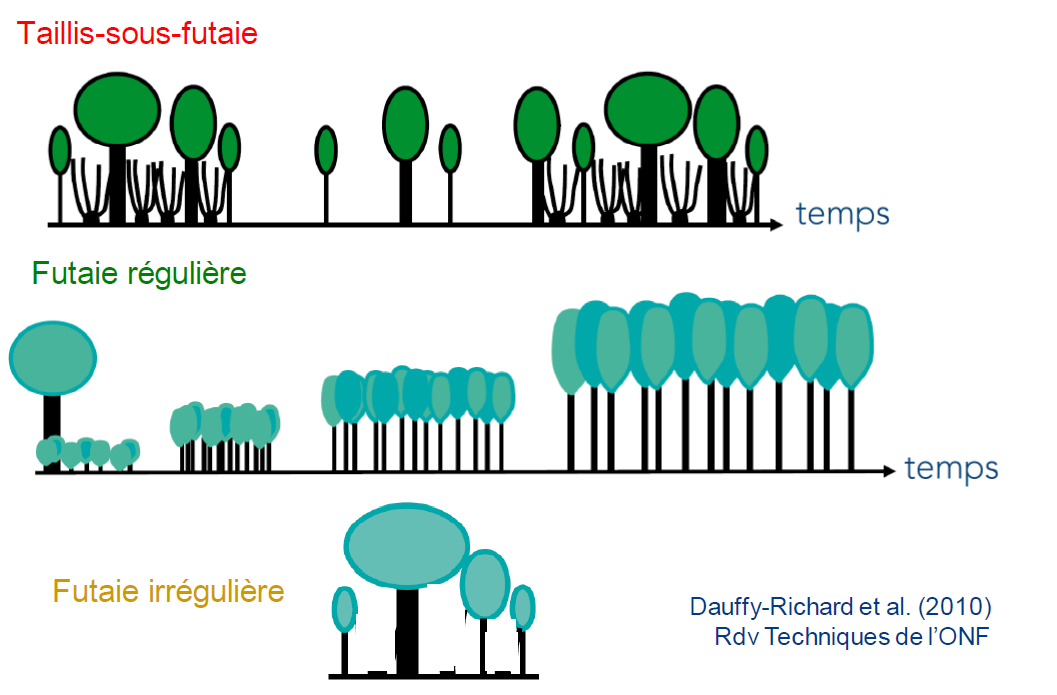 Taillis-sous-futaie
temps
Futaie régulière
temps
Futaie irrégulière
Dauffy-Richard et al. (2010)
Rdv Techniques de l'ONF